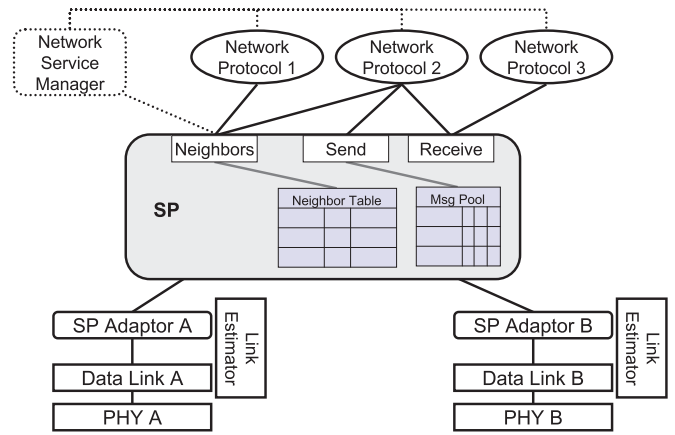 Network
Service
Manager
Network
Protocol 1
Network
Protocol 2
Network
Protocol 3
Neighbors
Send
Receive
SP
Neighbor Table
Msg Pool
SP Adaptor A
Link
Estimator
Data Link A
PHY A
SP Adaptor B
Link
Estimator
Data Link B
PHY B